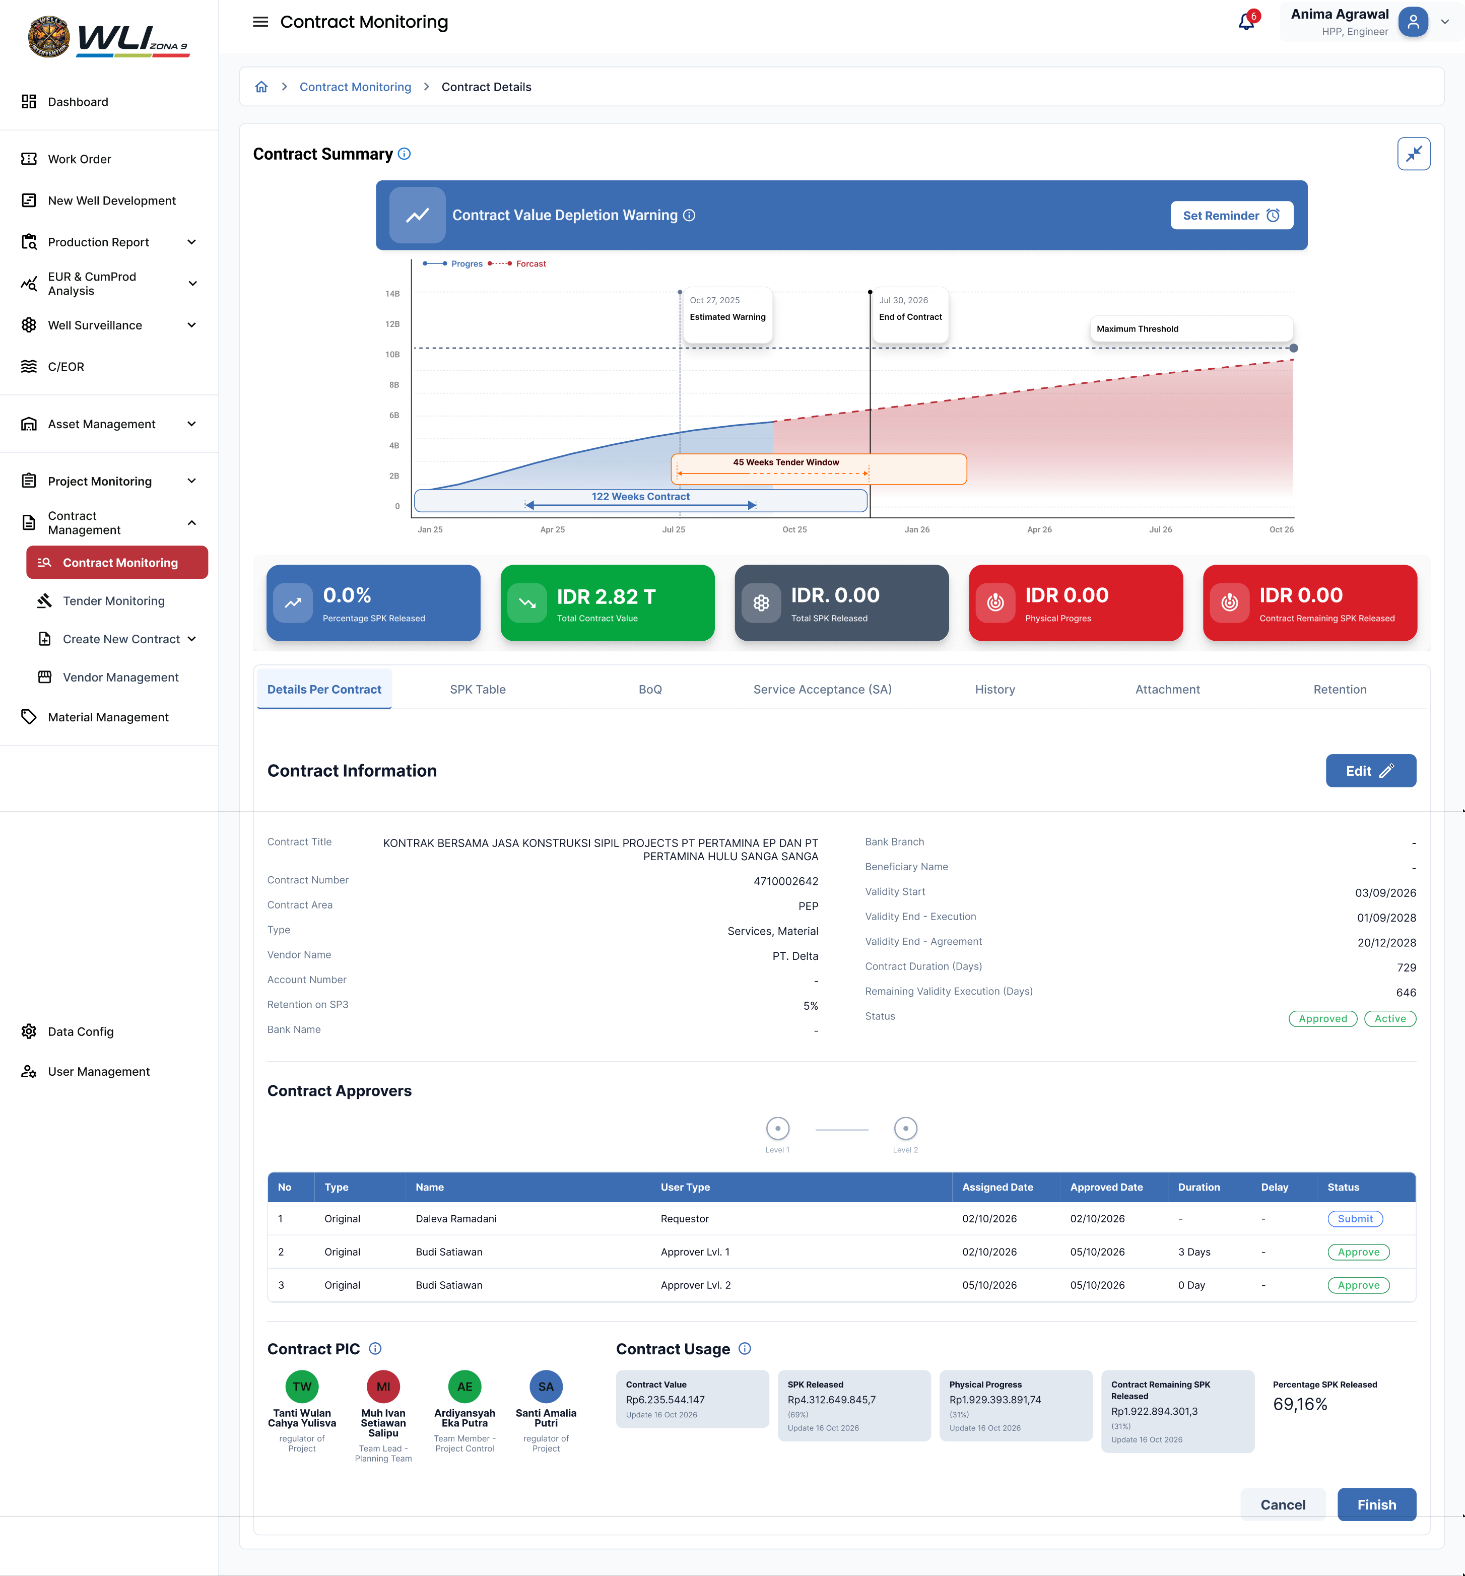 WLI ZONA 9
Contract Monitoring
6
Anima Agrawal
HPP, Engineer
Dashboard
Work Order
New Well Development
Production Report
EUR & CumProd
Analysis
Well Surveillance
C/EOR
Asset Management
Project Monitoring
Contract
Management
Contract Monitoring
Tender Monitoring
Create New Contract
Vendor Management
Material Management
Data Config
User Management
Contract Monitoring
Contract Details
Contract Summary
Contract Value Depletion Warning
Set Reminder
Progres
Forcast
14B
12B
10B
8B
6B
4B
2B
0
Oct 27, 2025
Estimated Warning
Jul 30, 2026
End of Contract
Maximum Threshold
45 Weeks Tender Window
122 Weeks Contract
Jan 25
Apr 25
Jul 25
Oct 25
Jan 26
Apr 26
Jul 26
Oct 26
0.0%
Percentage SPK Released
IDR 2.82 T
Total Contract Value
IDR. 0.00
Total SPK Released
IDR 0.00
Physical Progres
IDR 0.00
Contract Remaining SPK Released
Details Per Contract
SPK Table
BoQ
Service Acceptance (SA)
History
Attachment
Retention
Contract Information
Edit
Contract Title
KONTRAK BERSAMA JASA KONSTRUKSI SIPIL PROJECTS PT PERTAMINA EP DAN PT
PERTAMINA HULU SANGA SANGA
Contract Number
4710002642
Contract Area
PEP
Type
Services, Material
Vendor Name
PT. Delta
Account Number
-
Retention on SP3
5%
Bank Name
-
Bank Branch
-
Beneficiary Name
-
Validity Start
03/09/2026
Validity End - Execution
01/09/2028
Validity End - Agreement
20/12/2028
Contract Duration (Days)
729
Remaining Validity Execution (Days)
646
Status
Approved
Active
Contract Approvers
Level 1
Level 2
No Type Name User Type Assigned Date Approved Date Duration Delay Status
1 Original Daleva Ramadani Requestor 02/10/2026 02/10/2026 - - Submit
2 Original Budi Satiawan Approver Lvl. 1 02/10/2026 05/10/2026 3 Days - Approve
3 Original Budi Satiawan Approver Lvl. 2 05/10/2026 05/10/2026 0 Day - Approve
Contract PIC
TW
Tanti Wulan
Cahya Yulisva
regulator of
Project
MI
Muh Ivan
Setiawan
Salipu
Team Lead -
Planning Team
AE
Ardiyansyah
Eka Putra
Team Member -
Project Control
SA
Santi Amalia
Putri
regulator of
Project
Contract Usage
Contract Value
Rp6.235.544.147
Update 16 Oct 2026
SPK Released
Rp4.312.649.845,7
(69%)
Update 16 Oct 2026
Physical Progress
Rp1.929.393.891,74
(31%)
Update 16 Oct 2026
Contract Remaining SPK
Released
Rp1.922.894.301,3
(31%)
Update 16 Oct 2026
Percentage SPK Released
69,16%
Cancel
Finish